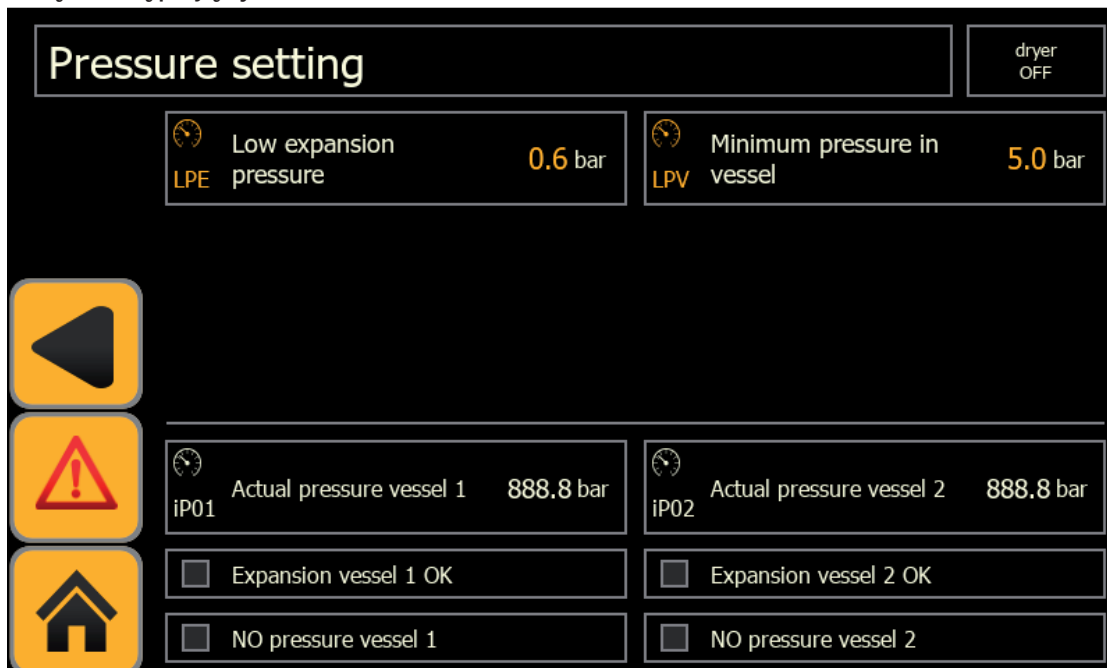 Pressure setting
dryer
OFF
LPE
Low expansion
pressure
0.6 bar
LPV
Minimum pressure in
vessel
5.0 bar
iP01
Actual pressure vessel 1
888.8 bar
iP02
Actual pressure vessel 2
888.8 bar
Expansion vessel 1 OK
Expansion vessel 2 OK
NO pressure vessel 1
NO pressure vessel 2